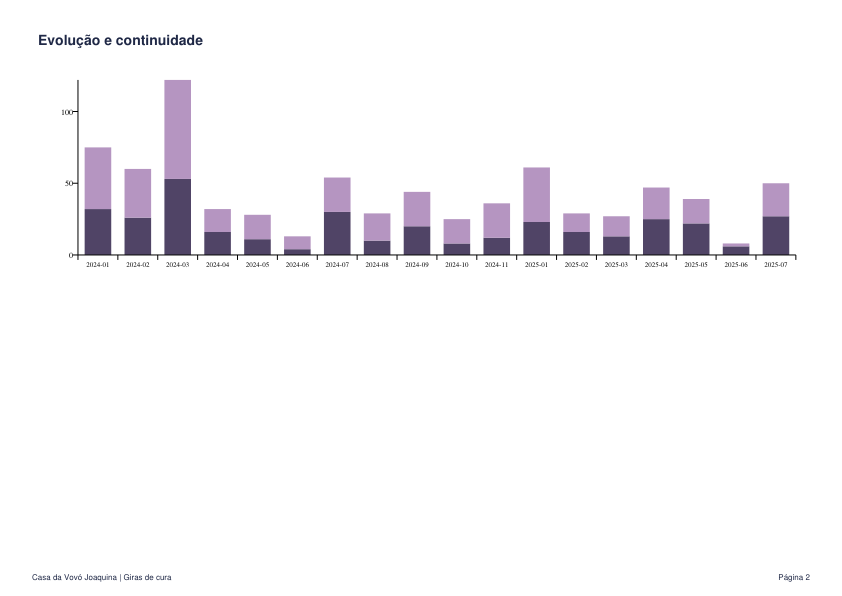 Evolução e continuidade
100
50
0
2024-01 2024-02 2024-03 2024-04 2024-05 2024-06 2024-07 2024-08 2024-09 2024-10 2024-11 2025-01 2025-02 2025-03 2025-04 2025-05 2025-06 2025-07
Casa da Vovó Joaquina | Giras de cura Página 2